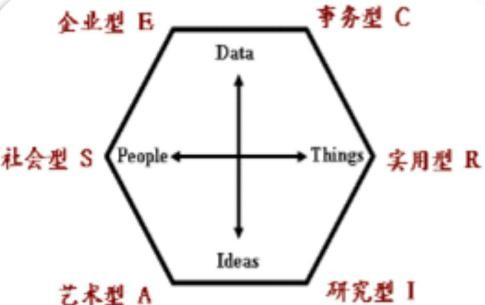 企业型 E
事务型 C
Data
社会型 S
People
Things
实用型 R
Ideas
艺术型 A
研究型 I